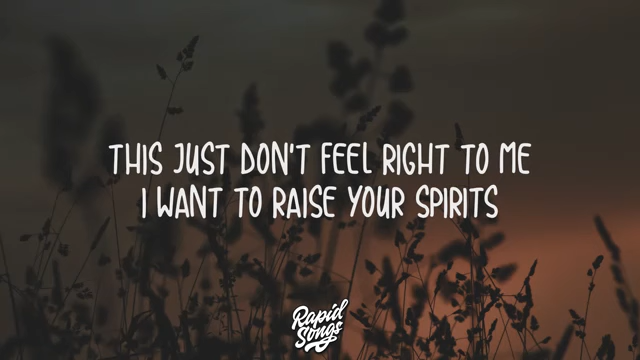 THIS JUST DON'T FEEL RIGHT TO ME
I WANT TO RAISE YOUR SPIRITS
Rapid
Songs